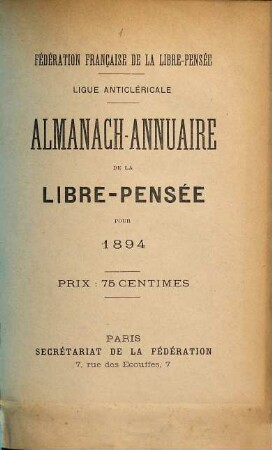 FÉDÉRATION FRANÇAISE DE LA LIBRE-PENSÉE
LIGUE ANTICLÉRICALE
ALMANACH-ANNUAIRE
DE LA
LIBRE-PENSÉE
POUR
1894
PRIX : 75 CENTIMES
PARIS
SECRÉTARIAT DE LA FÉDÉRATION
7, rue des Ecouffes, 7